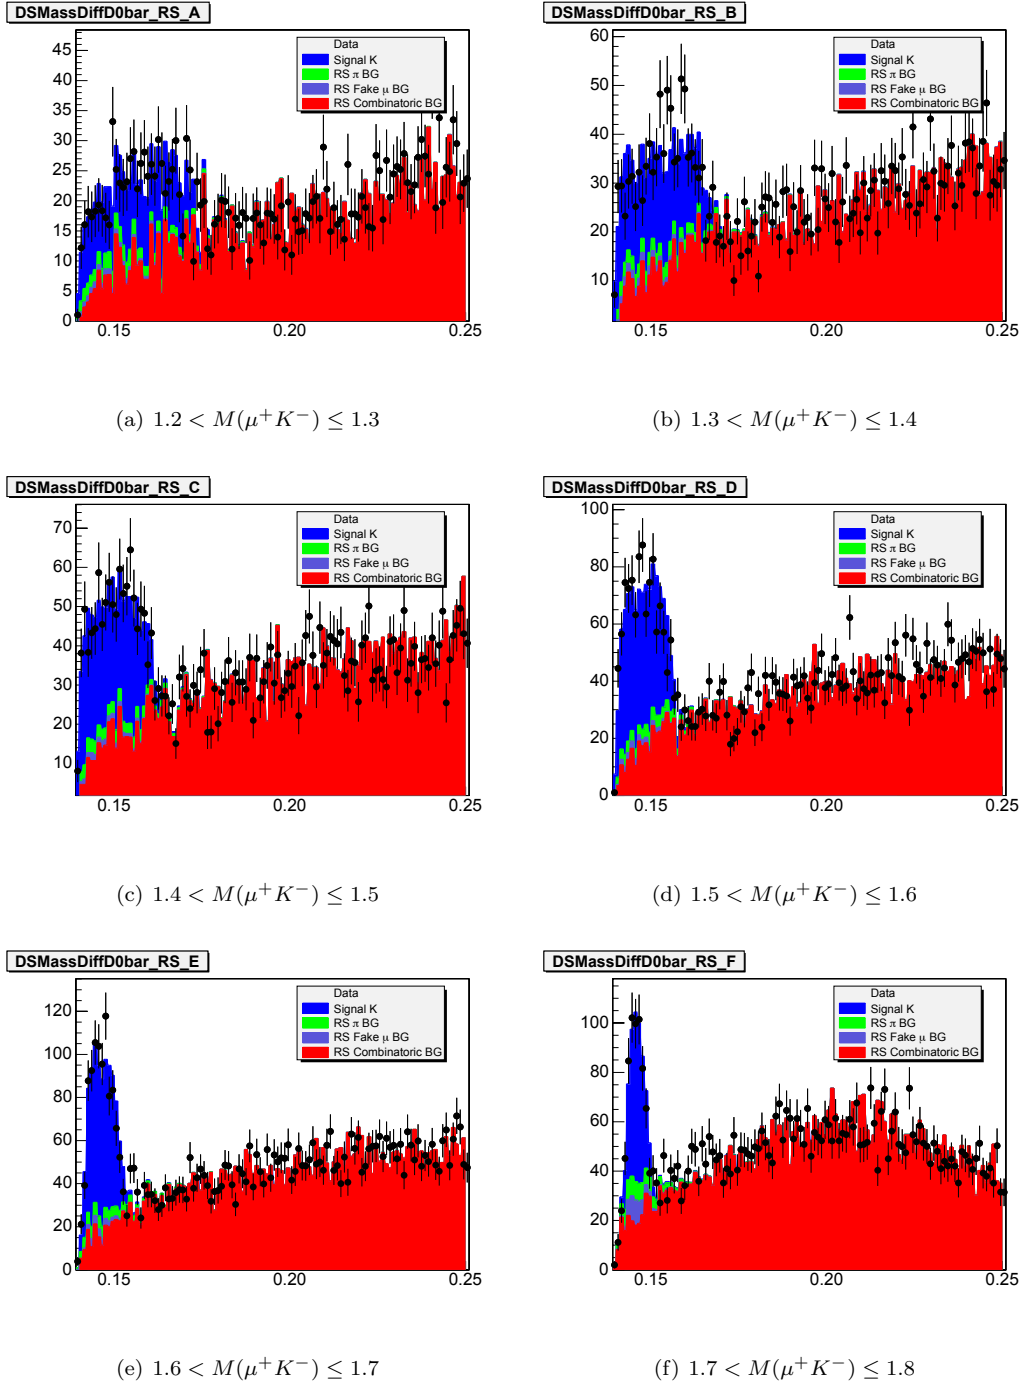 DSMassDiffD0bar_RS_A
45
40
35
30
25
20
15
10
5
0
0.15 0.20 0.25
Data
Signal K
RS π BG
RS Fake μ BG
RS Combinatoric BG
(a) 1.2 < M(μ⁺K⁻) ≤ 1.3
DSMassDiffD0bar_RS_B
60
50
40
30
20
10
0.15 0.20 0.25
Data
Signal K
RS π BG
RS Fake μ BG
RS Combinatoric BG
(b) 1.3 < M(μ⁺K⁻) ≤ 1.4
DSMassDiffD0bar_RS_C
70
60
50
40
30
20
10
0.15 0.20 0.25
Data
Signal K
RS π BG
RS Fake μ BG
RS Combinatoric BG
(c) 1.4 < M(μ⁺K⁻) ≤ 1.5
DSMassDiffD0bar_RS_D
100
80
60
40
20
0
0.15 0.20 0.25
Data
Signal K
RS π BG
RS Fake μ BG
RS Combinatoric BG
(d) 1.5 < M(μ⁺K⁻) ≤ 1.6
DSMassDiffD0bar_RS_E
120
100
80
60
40
20
0
0.15 0.20 0.25
Data
Signal K
RS π BG
RS Fake μ BG
RS Combinatoric BG
(e) 1.6 < M(μ⁺K⁻) ≤ 1.7
DSMassDiffD0bar_RS_F
100
80
60
40
20
0
0.15 0.20 0.25
Data
Signal K
RS π BG
RS Fake μ BG
RS Combinatoric BG
(f) 1.7 < M(μ⁺K⁻) ≤ 1.8